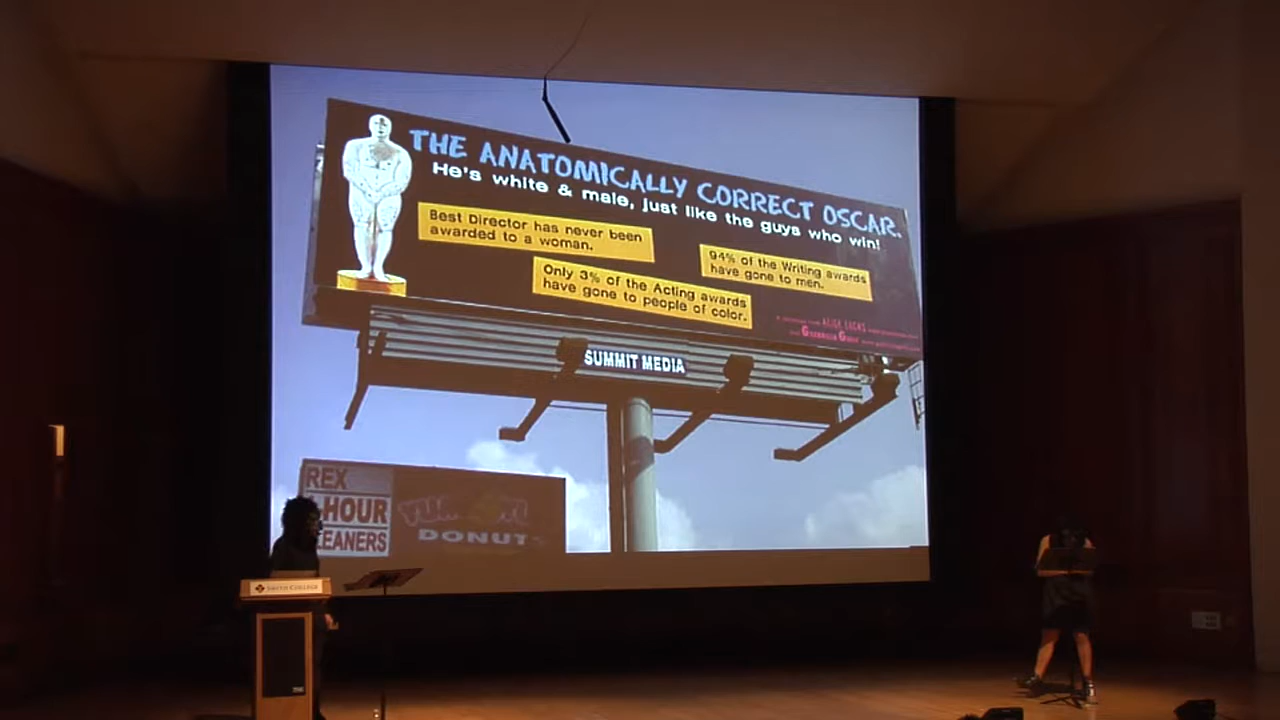 THE ANATOMICALLY CORRECT OSCAR.
He's white & male, just like the guys who win!
Best Director has never been
awarded to a woman.
94% of the Writing awards
have gone to men.
Only 3% of the Acting awards
have gone to people of color.
SUMMIT MEDIA
REX
HOUR
EANERS
DONUT
SMITH COLLEGE